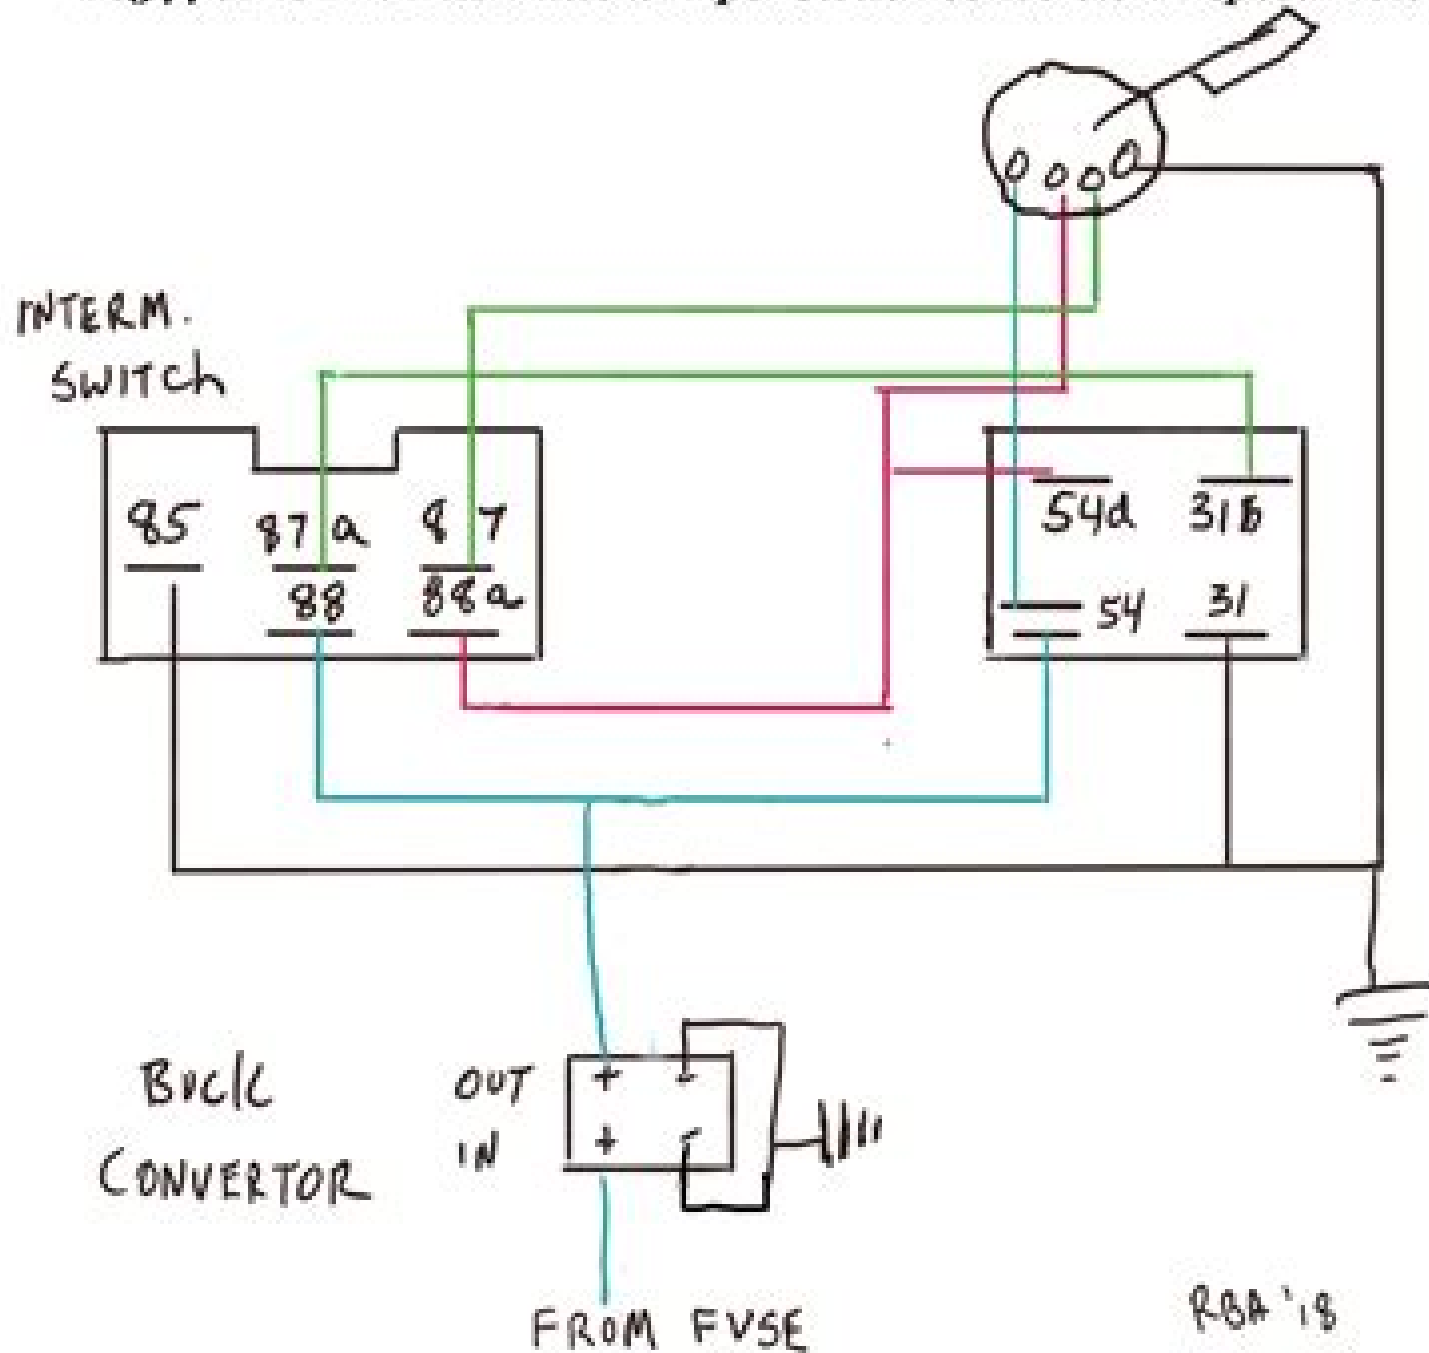 INTERM.
SWITCH
85
87a
87
88
88a
54d
31b
54
31
BUCK
CONVERTOR
OUT
IN
+
-
+
-
FROM FUSE
RBA '18